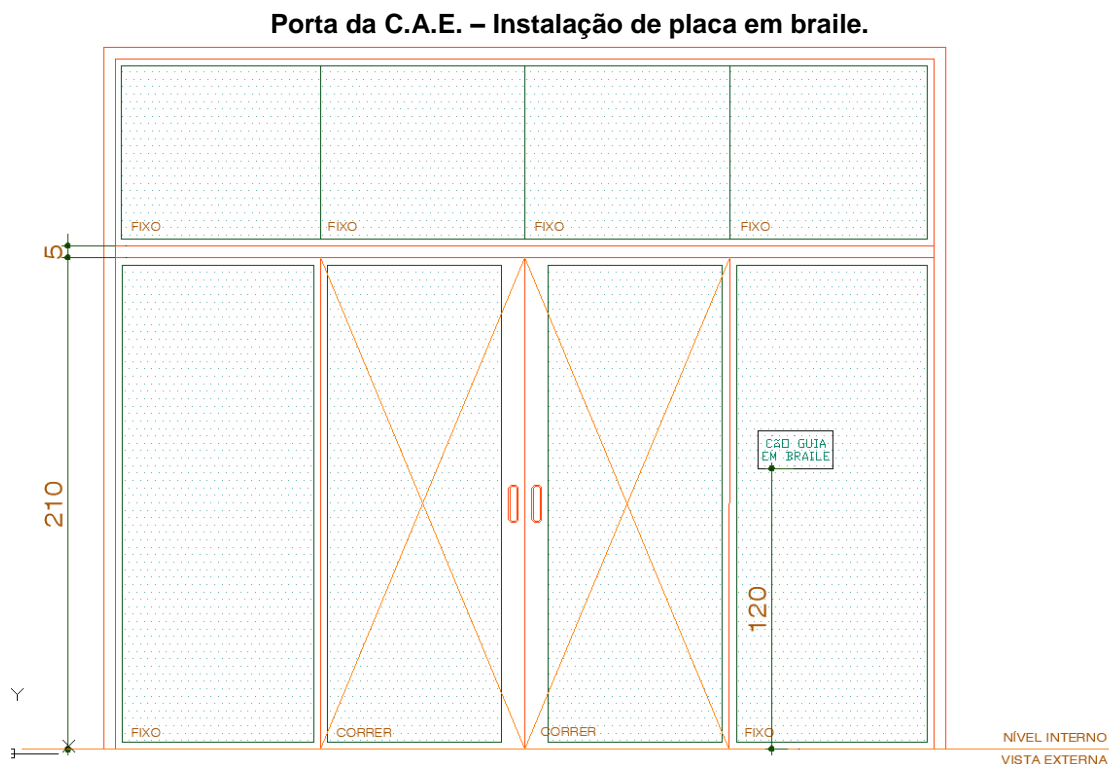 Porta da C.A.E. – Instalação de placa em braile.
FIXO FIXO FIXO FIXO
5
210
CÃO GUIA
EM BRAILE
120
Y
X
FIXO CORRER CORRER FIXO
NÍVEL INTERNO
VISTA EXTERNA